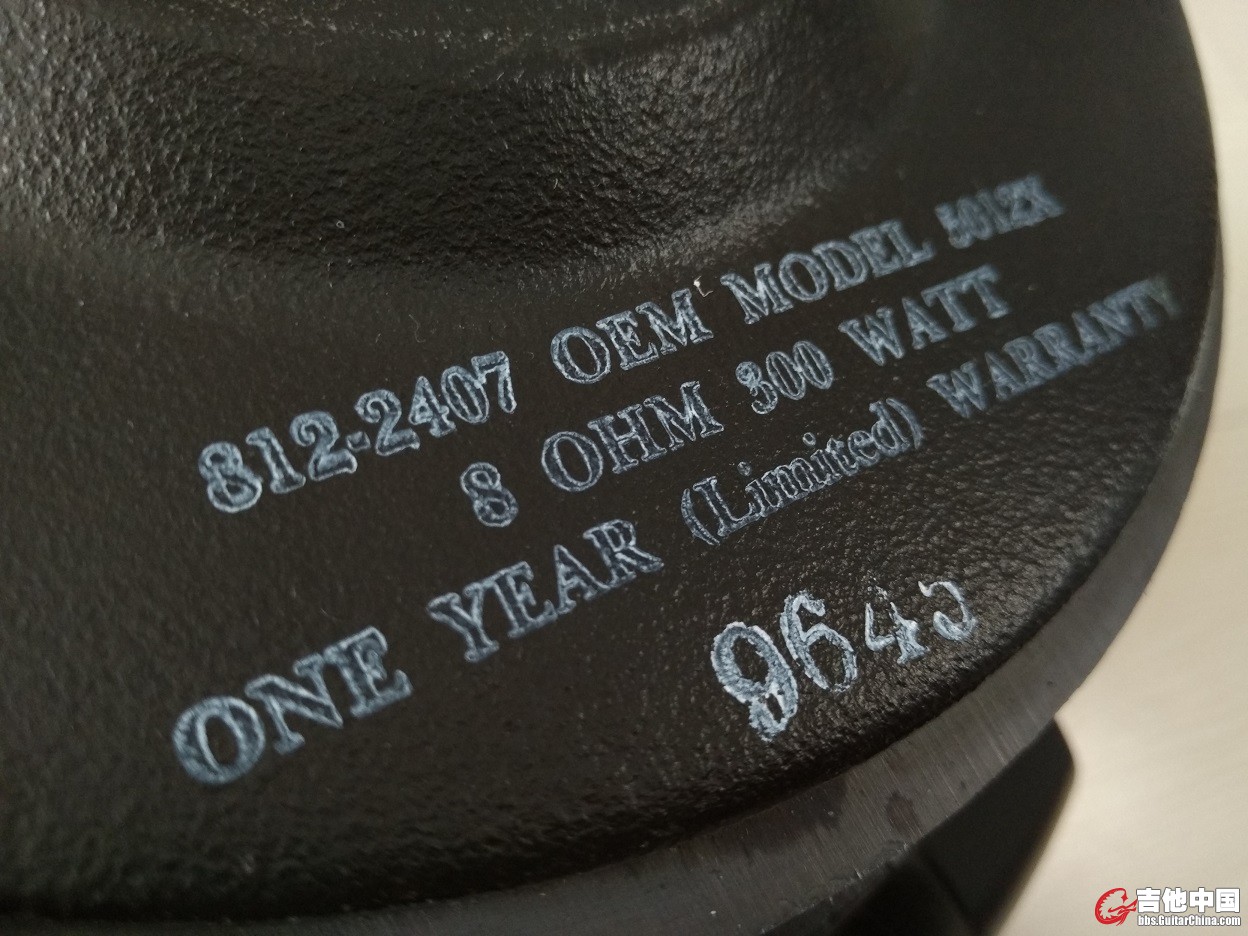 812-2407 OEM MODEL 5012K
8 OHM 300 WATT
ONE YEAR (Limited) WARRANTY
9645
吉他中国
bbs.GuitarChina.com